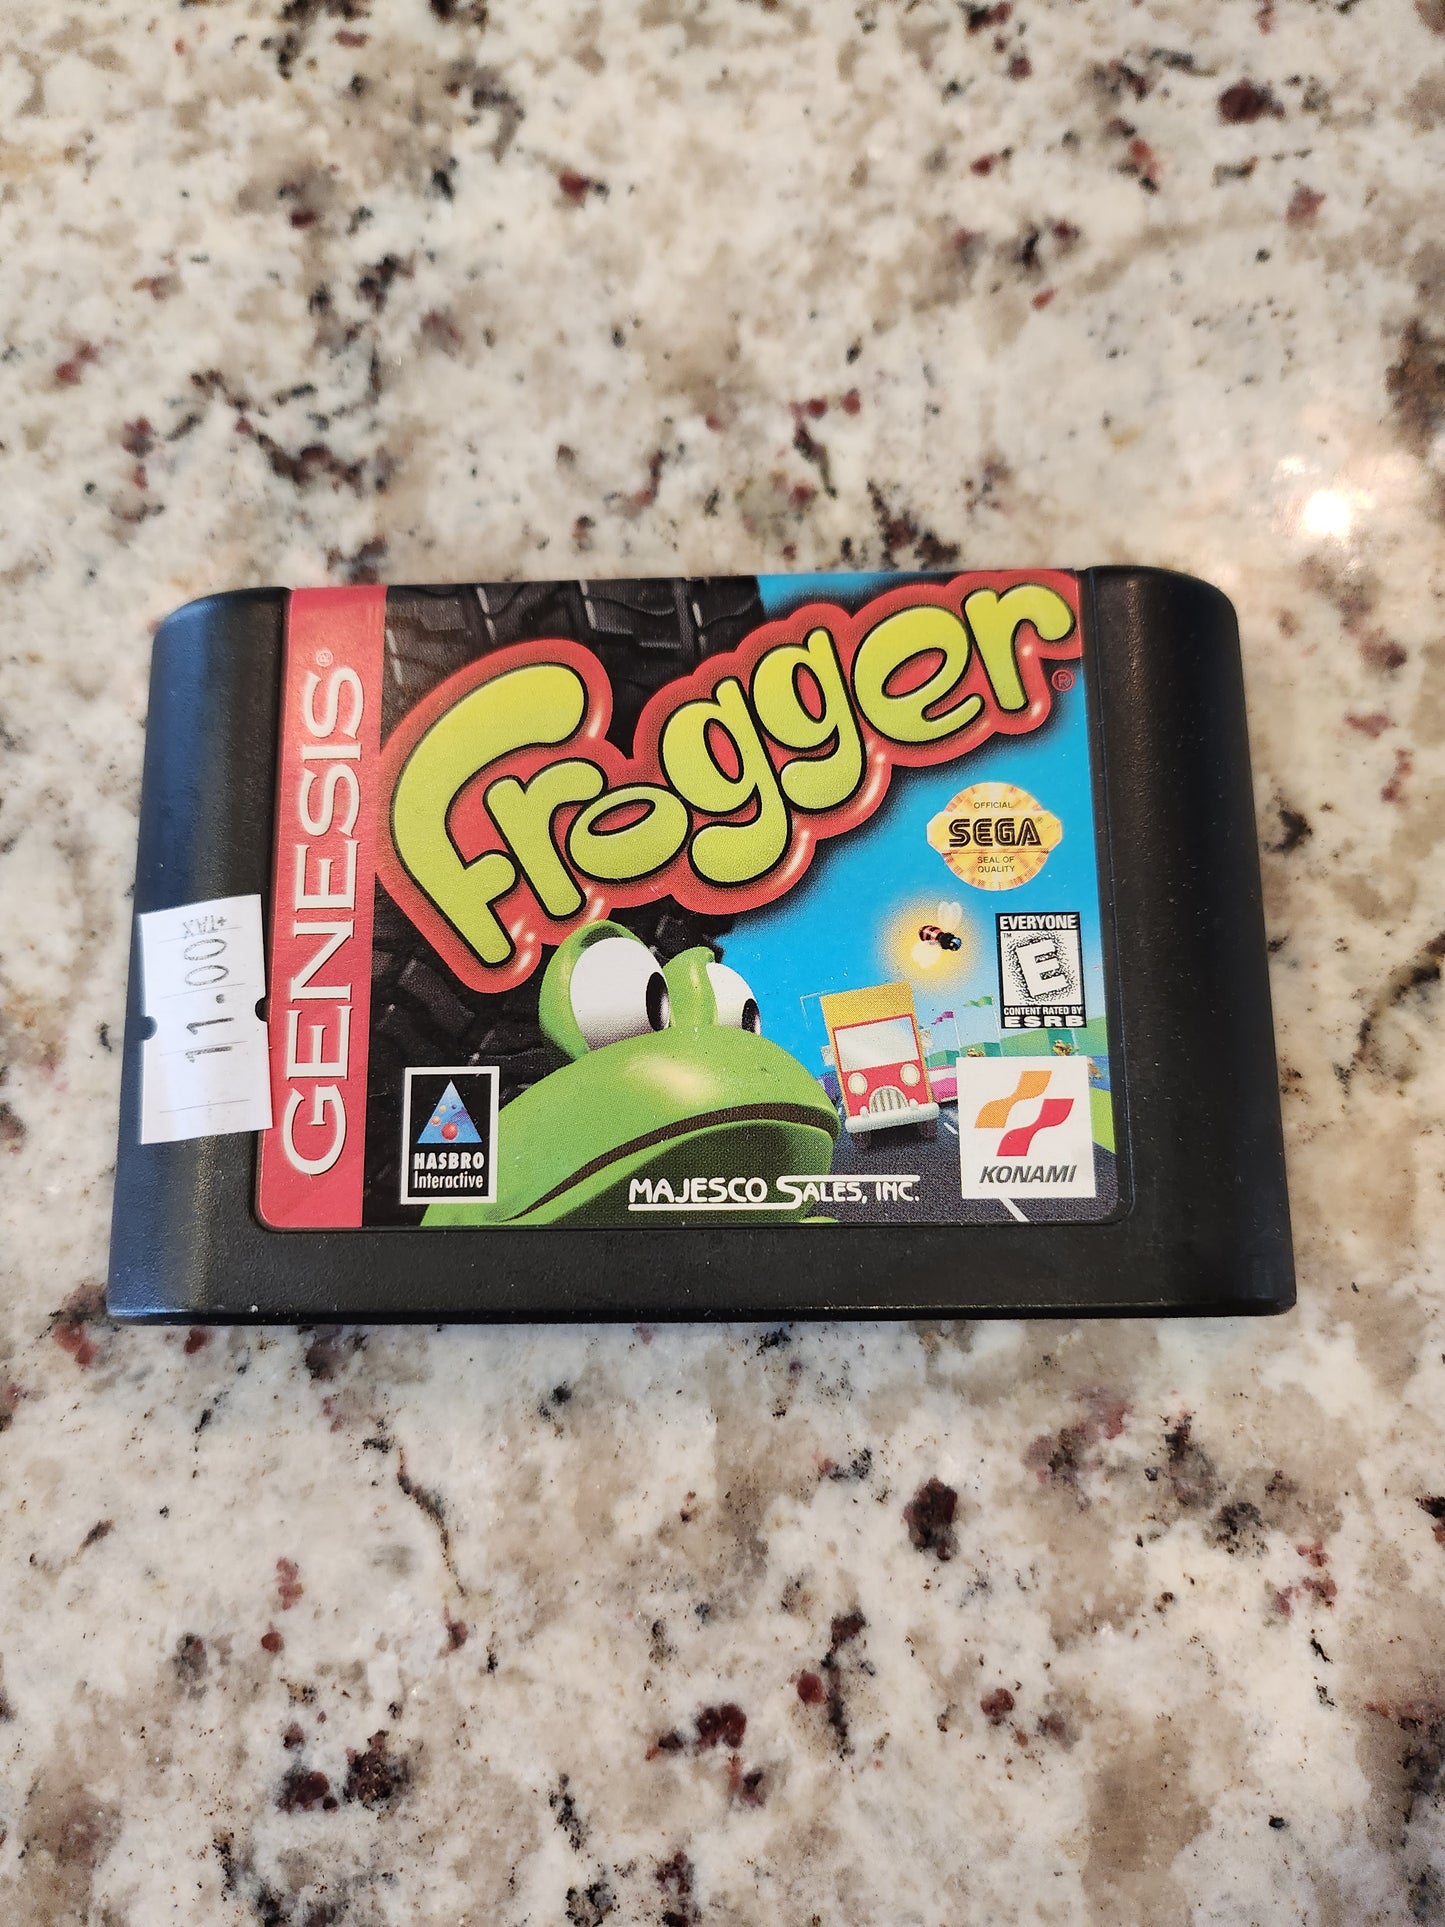 GENESIS®
Frogger®
OFFICIAL
SEGA®
SEAL OF
QUALITY
EVERYONE
™
E
CONTENT RATED BY
ESRB
HASBRO
Interactive
MAJESCO SALES, INC.
KONAMI
11.00 +TAX